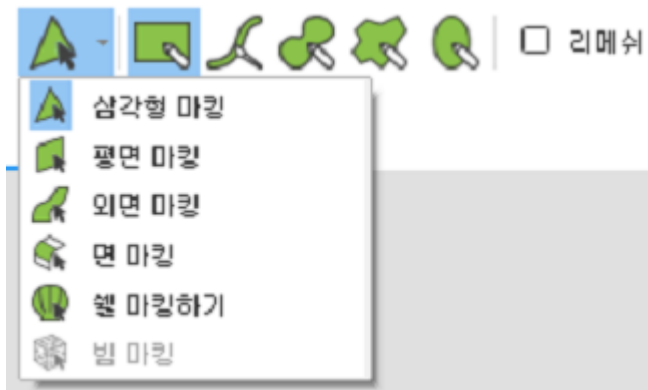 리메쉬
삼각형 마킹
평면 마킹
외면 마킹
면 마킹
쉘 마킹하기
빔 마킹